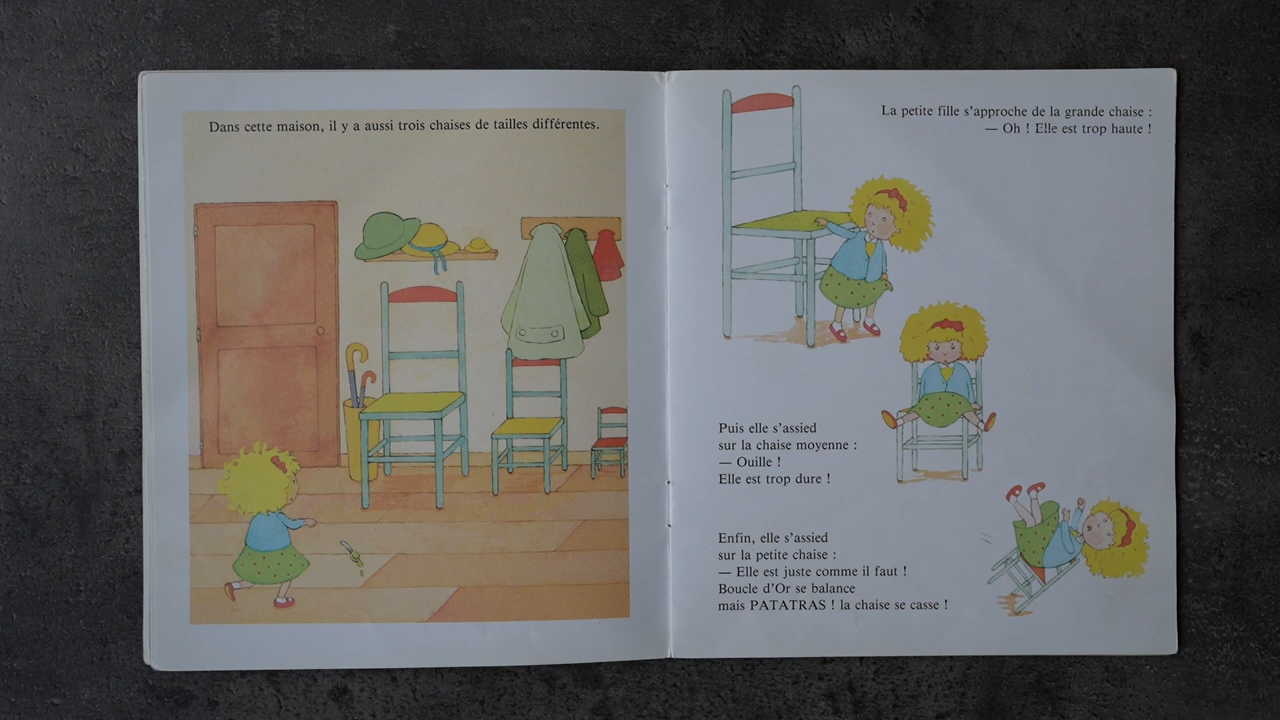 Dans cette maison, il y a aussi trois chaises de tailles différentes.
La petite fille s'approche de la grande chaise :
— Oh ! Elle est trop haute !
Puis elle s'assied
sur la chaise moyenne :
— Ouille !
Elle est trop dure !
Enfin, elle s'assied
sur la petite chaise :
— Elle est juste comme il faut !
Boucle d'Or se balance
mais PATATRAS ! la chaise se casse !